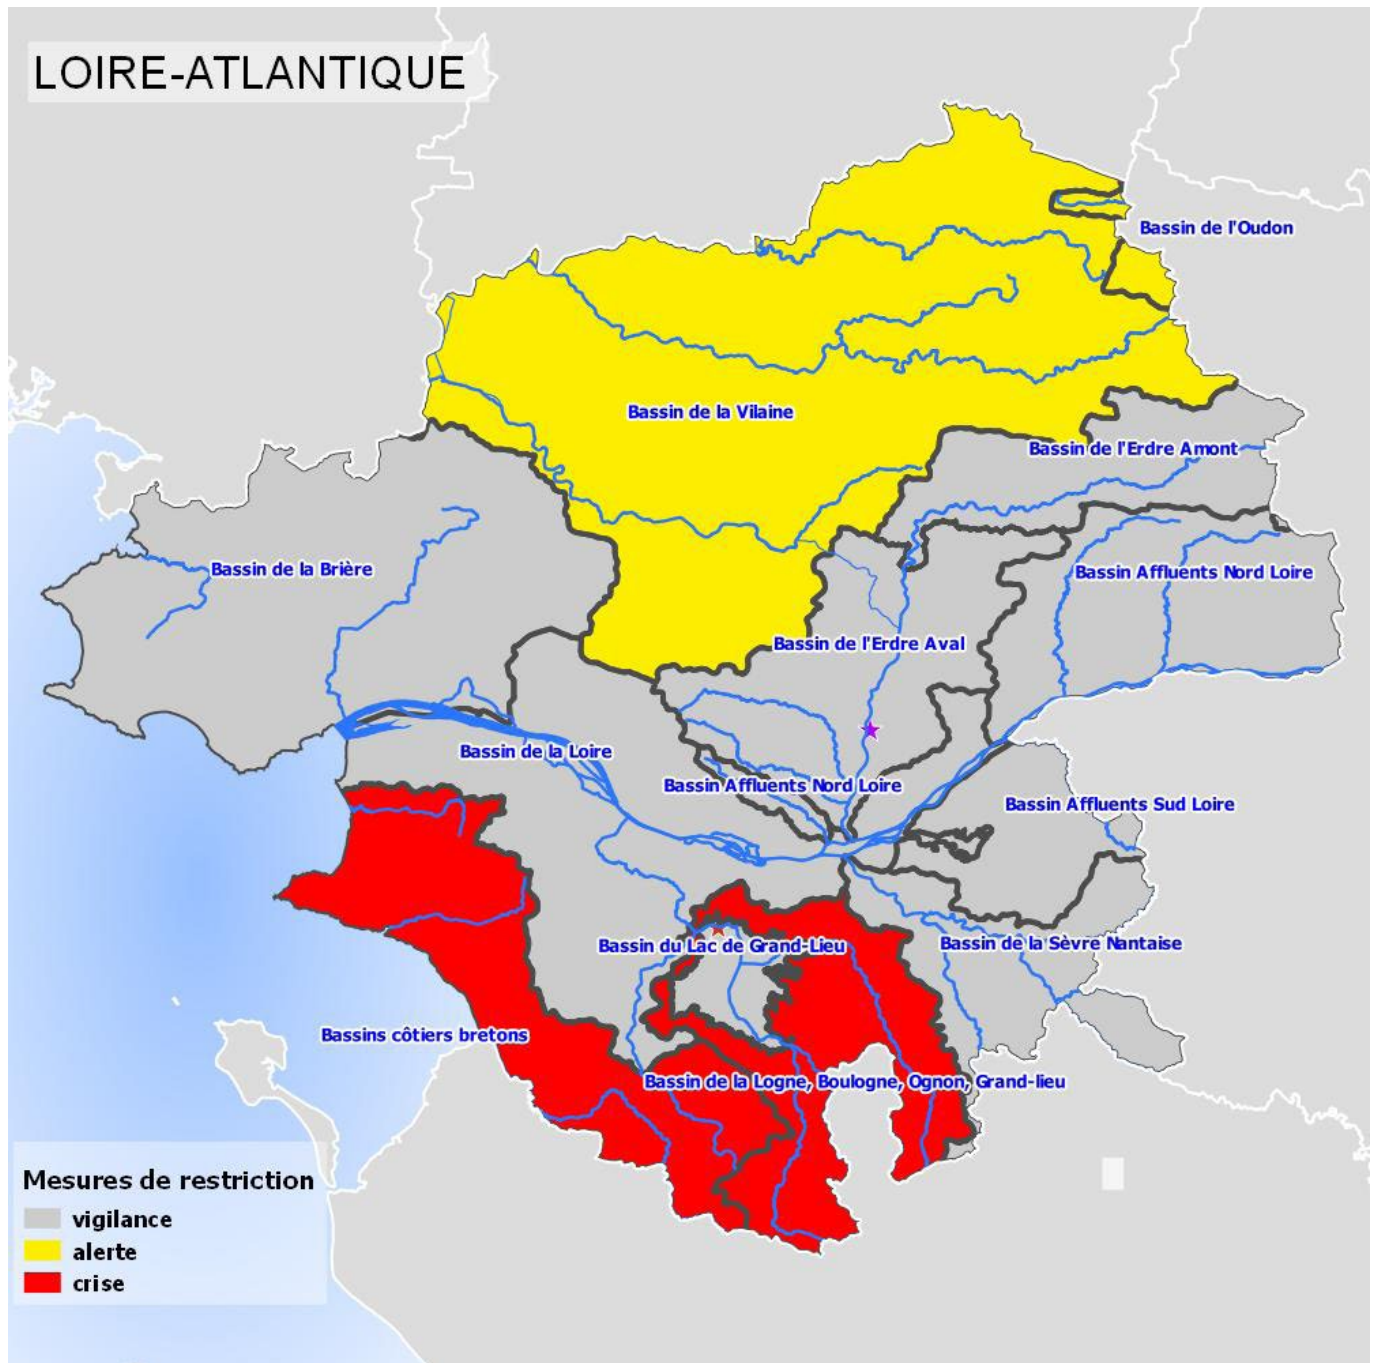 LOIRE-ATLANTIQUE
Bassin de l'Oudon
Bassin de la Vilaine
Bassin de l'Erdre Amont
Bassin de la Brière
Bassin Affluents Nord Loire
Bassin de l'Erdre Aval
Bassin de la Loire
Bassin Affluents Nord Loire
Bassin Affluents Sud Loire
Bassin du Lac de Grand-Lieu
Bassin de la Sèvre Nantaise
Bassins côtiers bretons
Bassin de la Logne, Boulogne, Ognon, Grand-lieu
Mesures de restriction
vigilance
alerte
crise